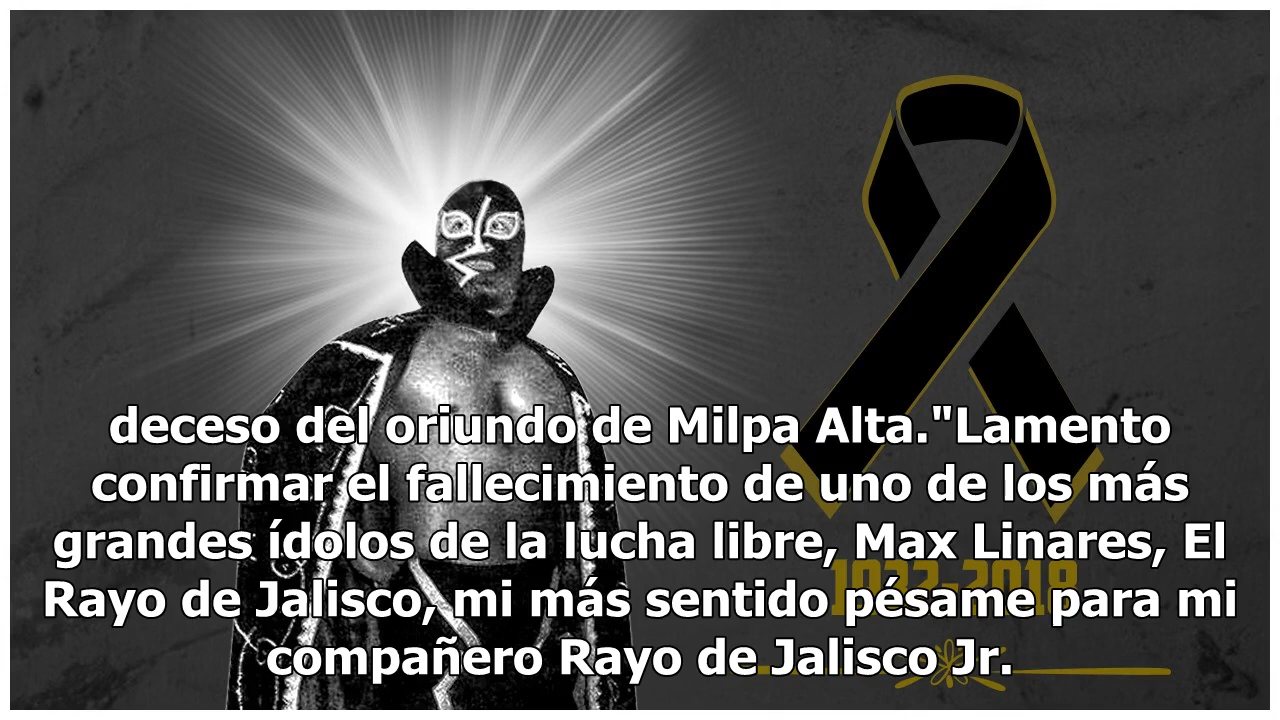 deceso del oriundo de Milpa Alta."Lamento
confirmar el fallecimiento de uno de los más
grandes ídolos de la lucha libre, Max Linares, El
Rayo de Jalisco, mi más sentido pésame para mi
compañero Rayo de Jalisco Jr.
1932-2018